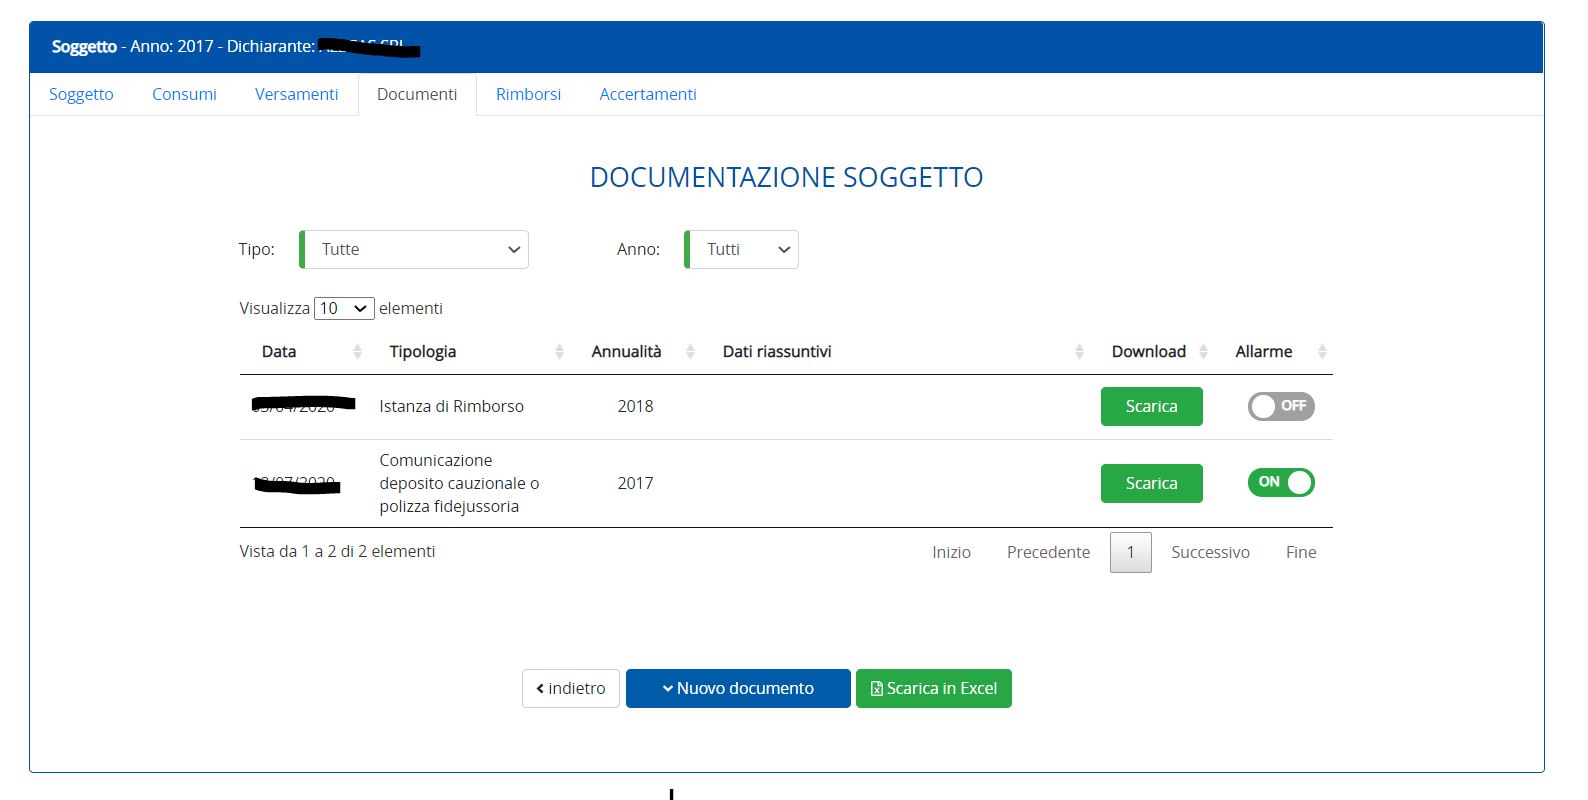 Soggetto - Anno: 2017 - Dichiarante:
Soggetto Consumi Versamenti Documenti Rimborsi Accertamenti
DOCUMENTAZIONE SOGGETTO
Tipo: Tutte Anno: Tutti
Visualizza 10 elementi
Data Tipologia Annualità Dati riassuntivi Download Allarme
Istanza di Rimborso 2018 Scarica OFF
Comunicazione
deposito cauzionale o 2017 Scarica ON
polizza fidejussoria
Vista da 1 a 2 di 2 elementi Inizio Precedente 1 Successivo Fine
indietro Nuovo documento Scarica in Excel